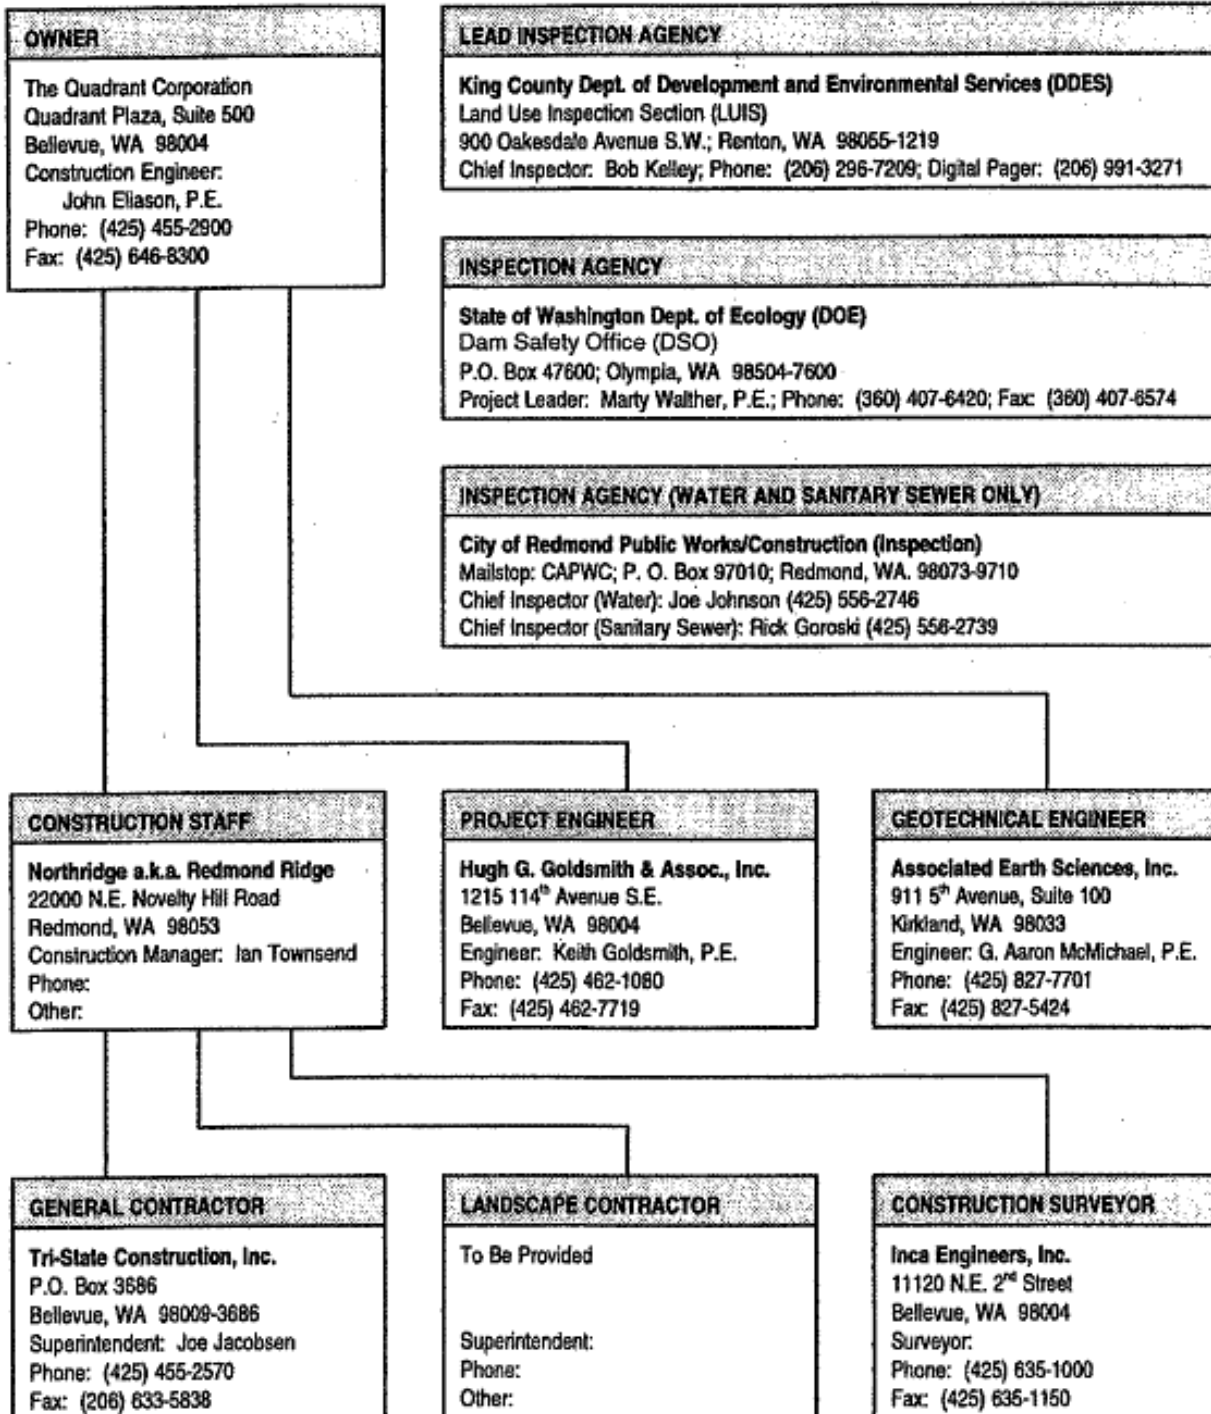 OWNER
The Quadrant Corporation
Quadrant Plaza, Suite 500
Bellevue, WA 98004
Construction Engineer:
John Eliason, P.E.
Phone: (425) 455-2900
Fax: (425) 646-8300
LEAD INSPECTION AGENCY
King County Dept. of Development and Environmental Services (DDES)
Land Use Inspection Section (LUIS)
900 Oakesdale Avenue S.W.; Renton, WA 98055-1219
Chief Inspector: Bob Kelley; Phone: (206) 296-7209; Digital Pager: (206) 991-3271
INSPECTION AGENCY
State of Washington Dept. of Ecology (DOE)
Dam Safety Office (DSO)
P.O. Box 47600; Olympia, WA 98504-7600
Project Leader: Marty Walther, P.E.; Phone: (360) 407-6420; Fax: (360) 407-6574
INSPECTION AGENCY (WATER AND SANITARY SEWER ONLY)
City of Redmond Public Works/Construction (Inspection)
Mailstop: CAPWC; P. O. Box 97010; Redmond, WA. 98073-9710
Chief Inspector (Water): Joe Johnson (425) 556-2746
Chief Inspector (Sanitary Sewer): Rick Goroski (425) 556-2739
CONSTRUCTION STAFF
Northridge a.k.a. Redmond Ridge
22000 N.E. Novelty Hill Road
Redmond, WA 98053
Construction Manager: Ian Townsend
Phone:
Other:
PROJECT ENGINEER
Hugh G. Goldsmith & Assoc., Inc.
1215 114th Avenue S.E.
Bellevue, WA 98004
Engineer: Keith Goldsmith, P.E.
Phone: (425) 462-1080
Fax: (425) 462-7719
GEOTECHNICAL ENGINEER
Associated Earth Sciences, Inc.
911 5th Avenue, Suite 100
Kirkland, WA 98033
Engineer: G. Aaron McMichael, P.E.
Phone: (425) 827-7701
Fax: (425) 827-5424
GENERAL CONTRACTOR
Tri-State Construction, Inc.
P.O. Box 3686
Bellevue, WA 98009-3686
Superintendent: Joe Jacobsen
Phone: (425) 455-2570
Fax: (206) 633-5838
LANDSCAPE CONTRACTOR
To Be Provided
Superintendent:
Phone:
Other:
CONSTRUCTION SURVEYOR
Inca Engineers, Inc.
11120 N.E. 2nd Street
Bellevue, WA 98004
Surveyor:
Phone: (425) 635-1000
Fax: (425) 635-1150